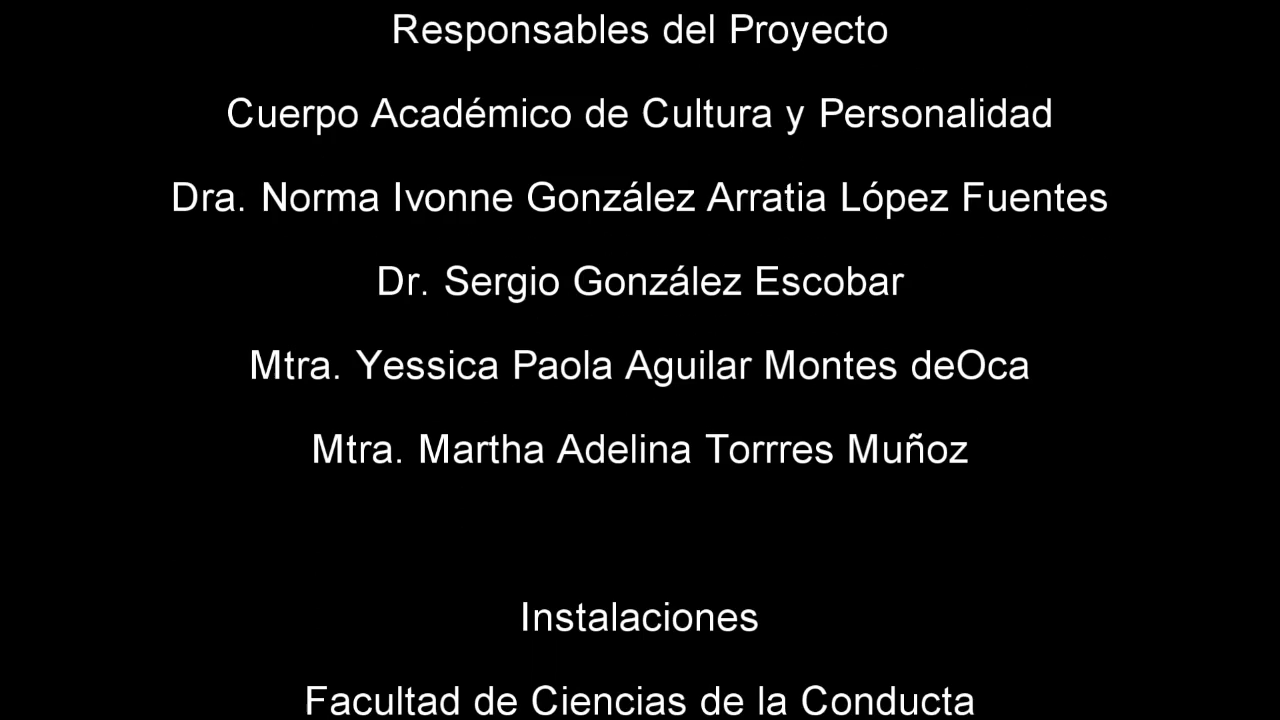 Responsables del Proyecto
Cuerpo Académico de Cultura y Personalidad
Dra. Norma Ivonne González Arratia López Fuentes
Dr. Sergio González Escobar
Mtra. Yessica Paola Aguilar Montes deOca
Mtra. Martha Adelina Torrres Muñoz
Instalaciones
Facultad de Ciencias de la Conducta